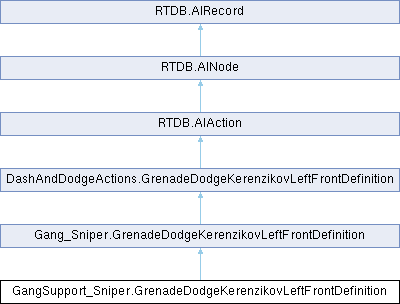 RTDB.AIRecord
RTDB.AINode
RTDB.AIAction
DashAndDodgeActions.GrenadeDodgeKerenzikovLeftFrontDefinition
Gang_Sniper.GrenadeDodgeKerenzikovLeftFrontDefinition
GangSupport_Sniper.GrenadeDodgeKerenzikovLeftFrontDefinition